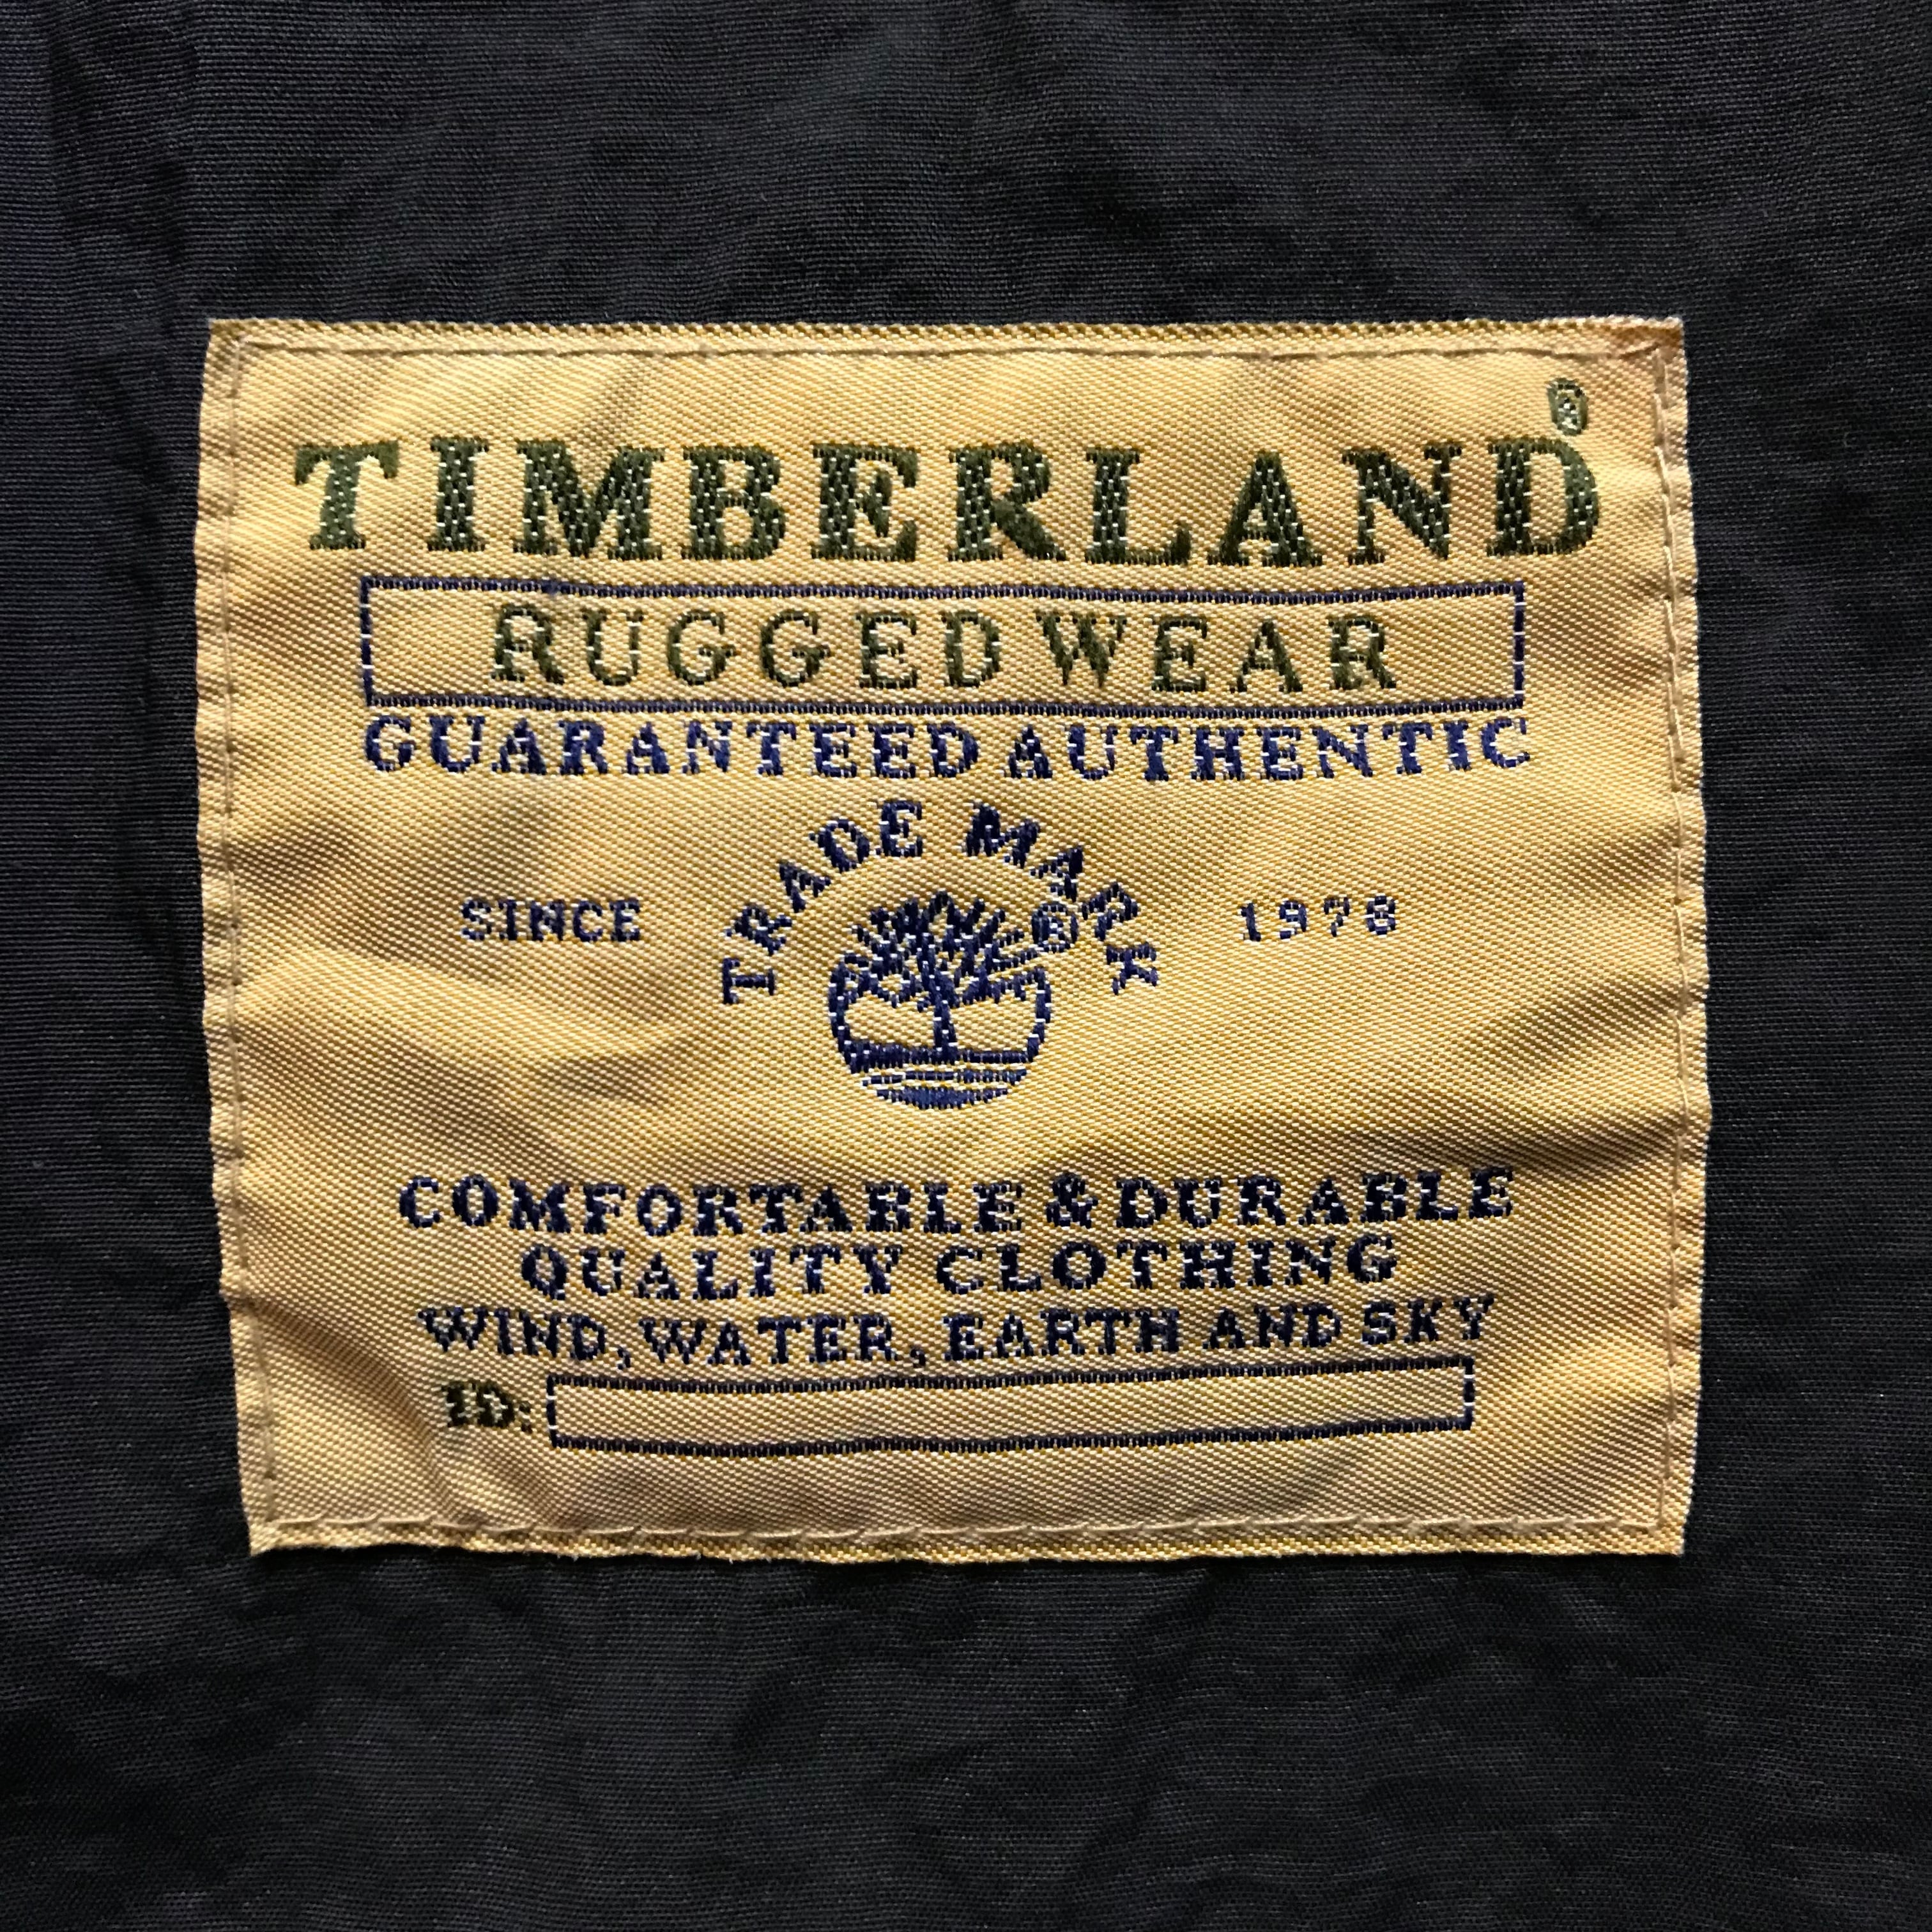 TIMBERLAND®
RUGGED WEAR
GUARANTEED AUTHENTIC
TRADE MARK
SINCE ® 1978
COMFORTABLE & DURABLE
QUALITY CLOTHING
WIND, WATER, EARTH AND SKY
ID: